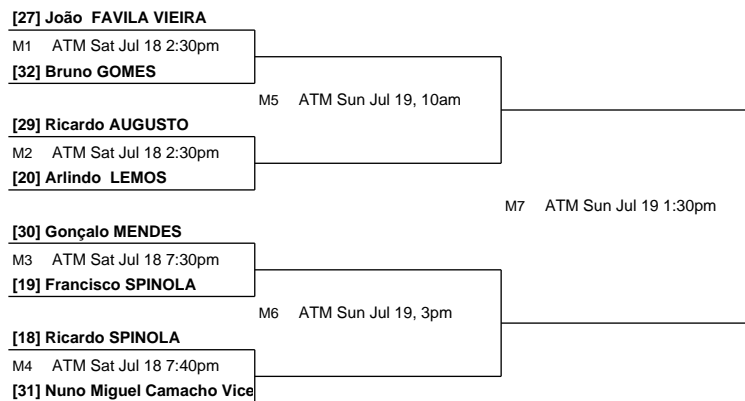 [27] João FAVILA VIEIRA
M1 ATM Sat Jul 18 2:30pm
[32] Bruno GOMES
M5 ATM Sun Jul 19, 10am
[29] Ricardo AUGUSTO
M2 ATM Sat Jul 18 2:30pm
[20] Arlindo LEMOS
M7 ATM Sun Jul 19 1:30pm
[30] Gonçalo MENDES
M3 ATM Sat Jul 18 7:30pm
[19] Francisco SPINOLA
M6 ATM Sun Jul 19, 3pm
[18] Ricardo SPINOLA
M4 ATM Sat Jul 18 7:40pm
[31] Nuno Miguel Camacho Vice